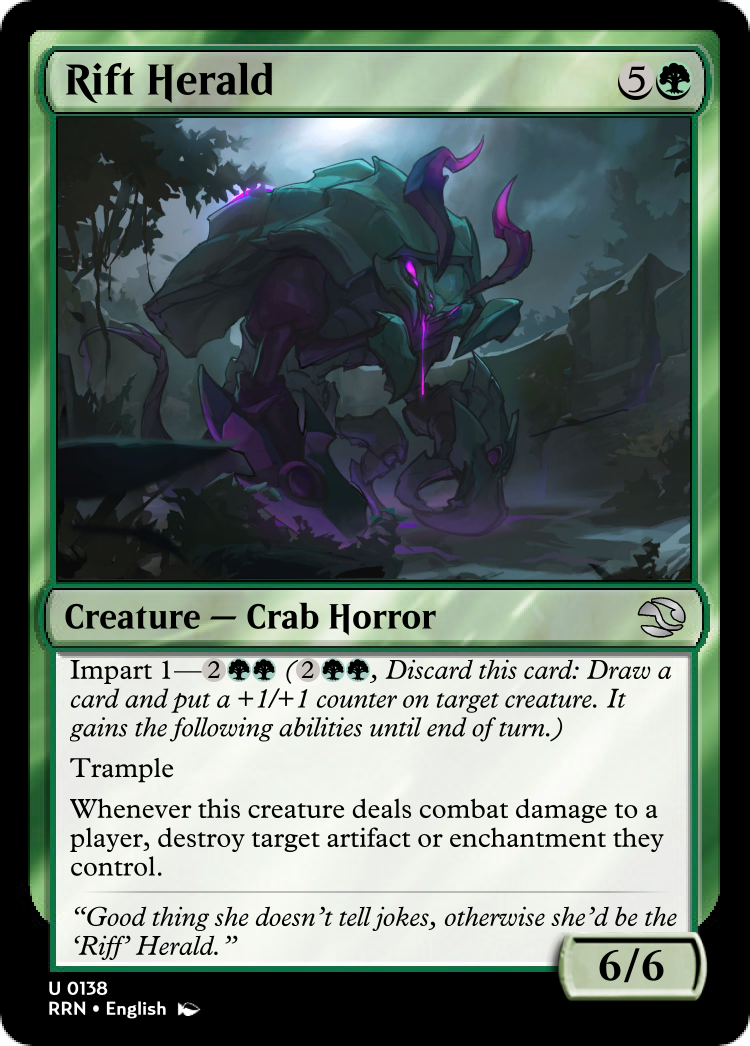 Rift Herald 5
Creature — Crab Horror
Impart 1—2 (2, Discard this card: Draw a
card and put a +1/+1 counter on target creature. It
gains the following abilities until end of turn.)
Trample
Whenever this creature deals combat damage to a
player, destroy target artifact or enchantment they
control.
“Good thing she doesn’t tell jokes, otherwise she’d be the
‘Riff’ Herald.”
6/6
U 0138
RRN • English